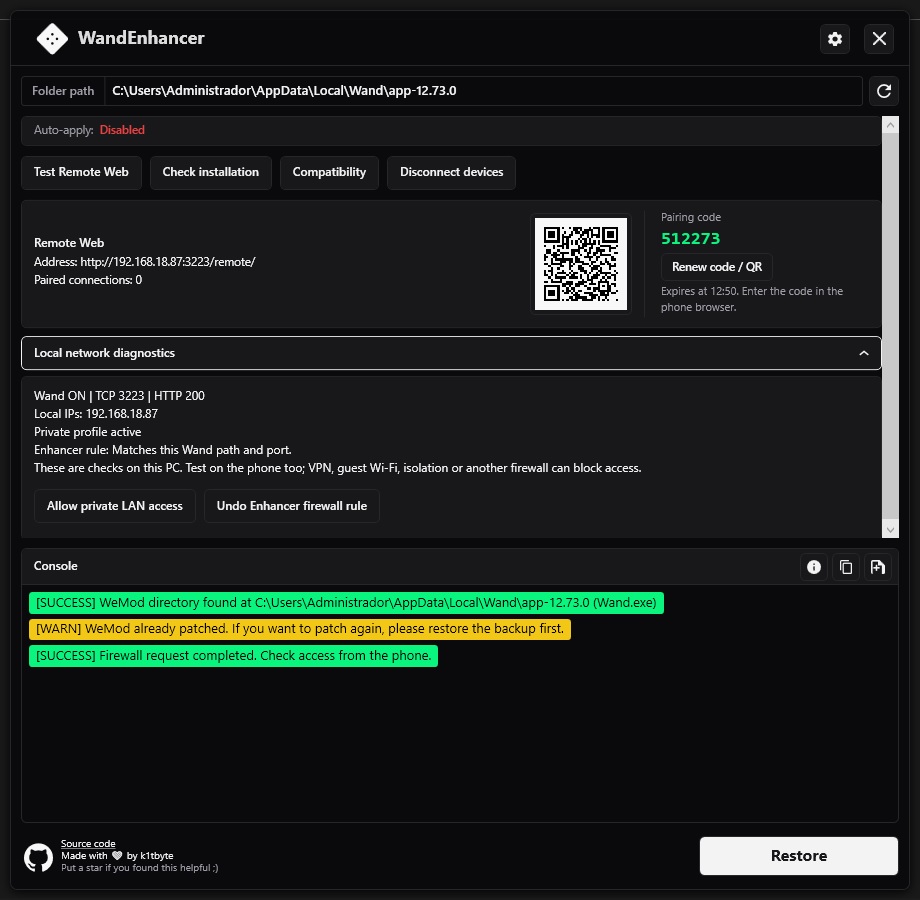 WandEnhancer
Folder path C:\Users\Administrador\AppData\Local\Wand\app-12.73.0
Auto-apply: Disabled
Test Remote Web Check installation Compatibility Disconnect devices
Remote Web
Address: http://192.168.18.87:3223/remote/
Paired connections: 0
Pairing code
512273
Renew code / QR
Expires at 12:50. Enter the code in the
phone browser.
Local network diagnostics
Wand ON | TCP 3223 | HTTP 200
Local IPs: 192.168.18.87
Private profile active
Enhancer rule: Matches this Wand path and port.
These are checks on this PC. Test on the phone too; VPN, guest Wi-Fi, isolation or another firewall can block access.
Allow private LAN access Undo Enhancer firewall rule
Console
[SUCCESS] WeMod directory found at C:\Users\Administrador\AppData\Local\Wand\app-12.73.0 (Wand.exe)
[WARN] WeMod already patched. If you want to patch again, please restore the backup first.
[SUCCESS] Firewall request completed. Check access from the phone.
Source code
Made with 🤍 by k1tbyte
Put a star if you found this helpful ;)
Restore